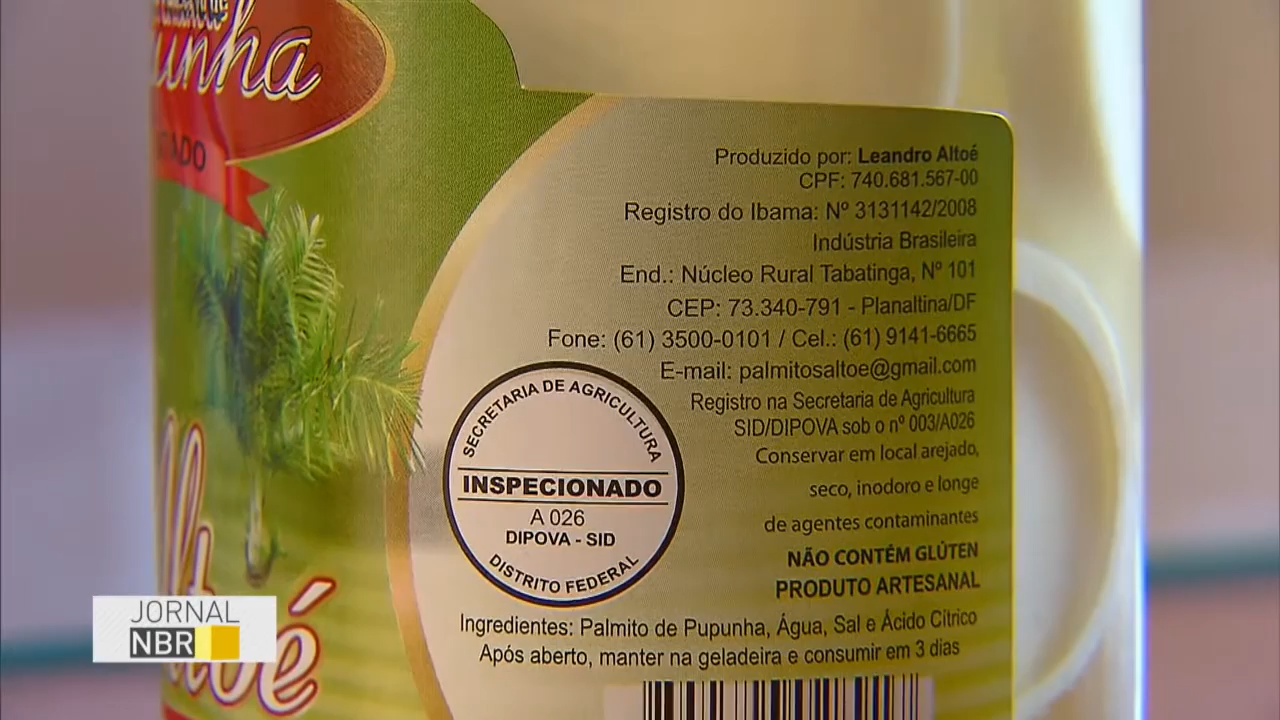 unha
Produzido por: Leandro Altoé
CPF: 740.681.567-00
Registro do Ibama: Nº 3131142/2008
Indústria Brasileira
End.: Núcleo Rural Tabatinga, Nº 101
CEP: 73.340-791 - Planaltina/DF
Fone: (61) 3500-0101 / Cel.: (61) 9141-6665
E-mail: palmitosaltoe@gmail.com
Registro na Secretaria de Agricultura
SID/DIPOVA sob o nº 003/A026
Conservar em local arejado,
seco, inodoro e longe
de agentes contaminantes
NÃO CONTÉM GLÚTEN
PRODUTO ARTESANAL
SECRETARIA DE AGRICULTURA
INSPECIONADO
A 026
DIPOVA - SID
DISTRITO FEDERAL
Ingredientes: Palmito de Pupunha, Água, Sal e Ácido Cítrico
Após aberto, manter na geladeira e consumir em 3 dias
ltoé
JORNAL
NBR